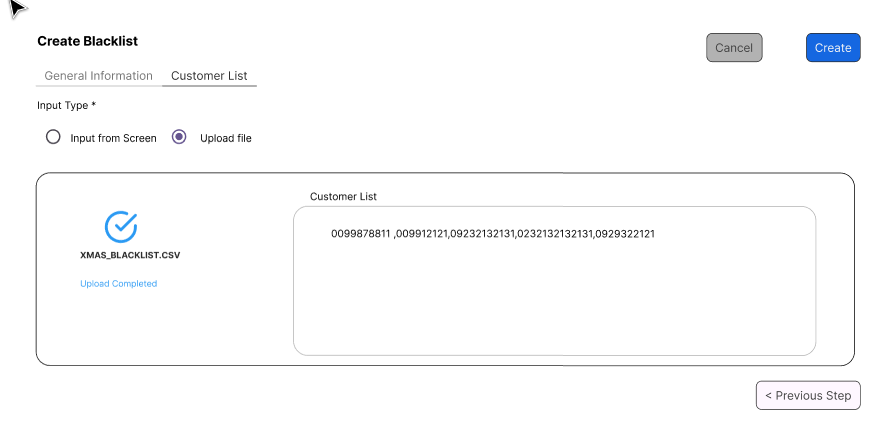 Create Blacklist
Cancel
Create
General Information
Customer List
Input Type *
Input from Screen
Upload file
Customer List
0099878811 ,009912121,09232132131,0232132132131,0929322121
XMAS_BLACKLIST.CSV
Upload Completed
< Previous Step